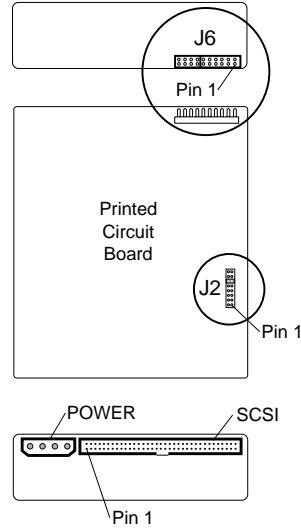 J6
Pin 1
Printed
Circuit
Board
J2
Pin 1
POWER
SCSI
Pin 1